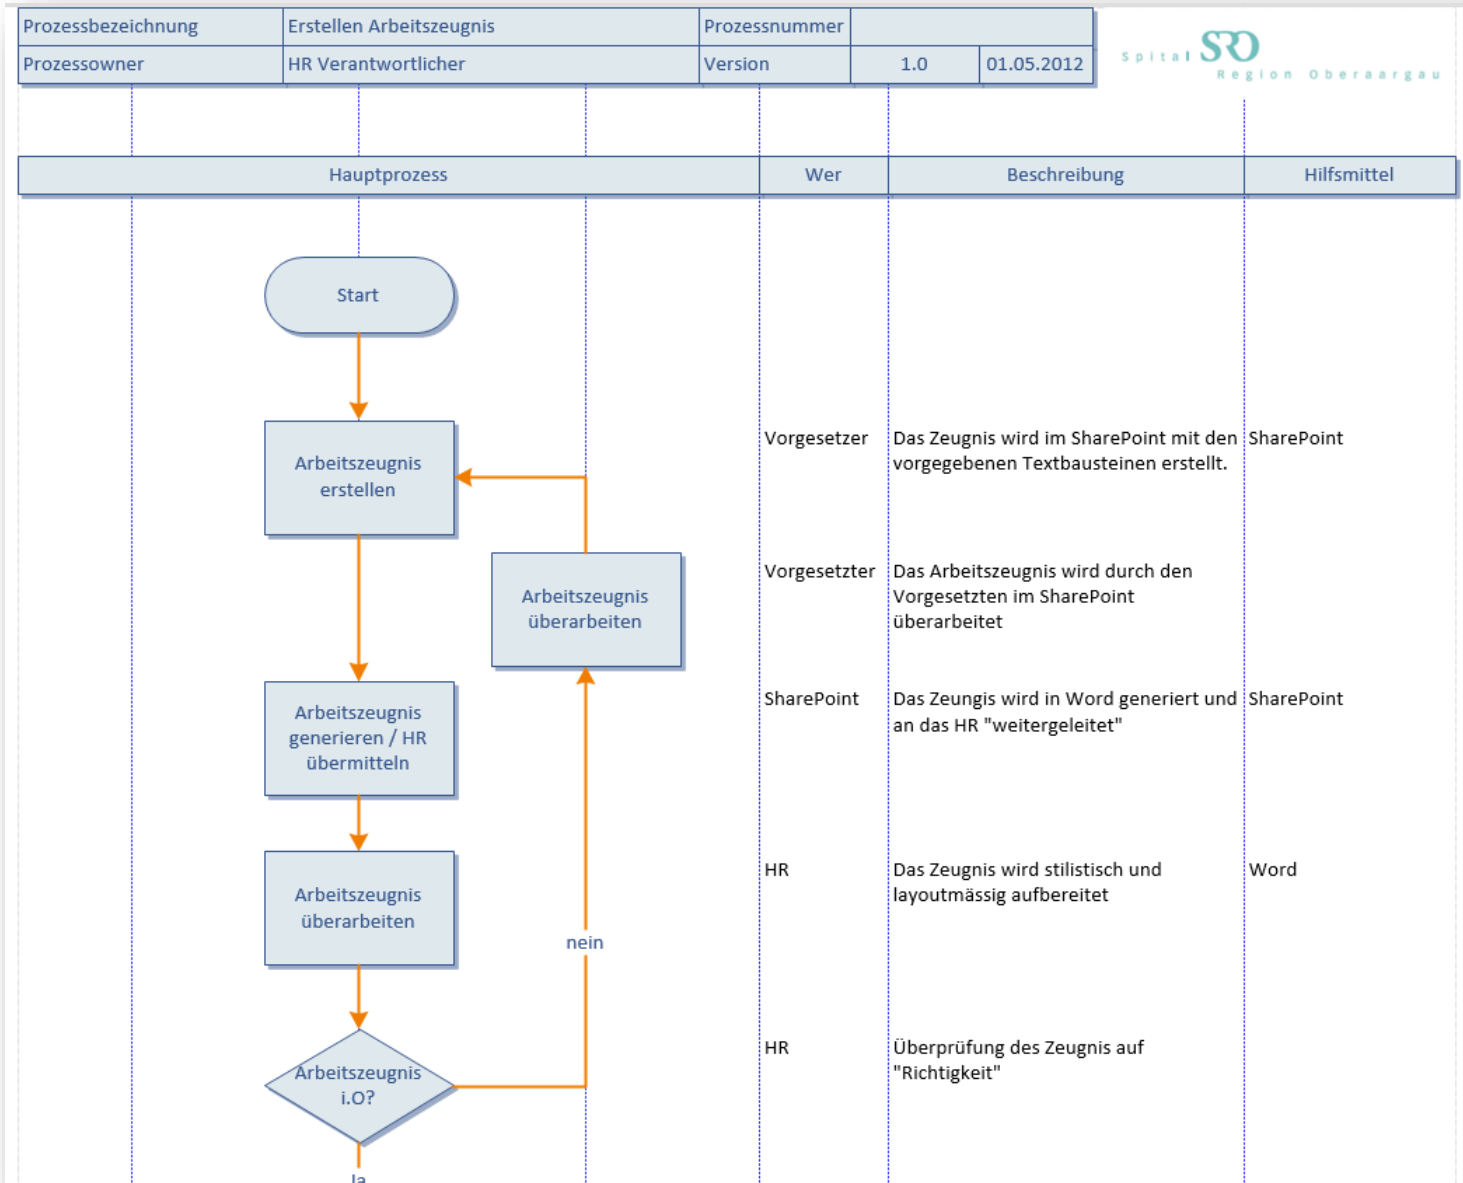 Prozessbezeichnung Erstellen Arbeitszeugnis Prozessnummer
Prozessowner HR Verantwortlicher Version 1.0 01.05.2012
Spital SRO
Region Oberaargau
Hauptprozess Wer Beschreibung Hilfsmittel
Start
Arbeitszeugnis
erstellen
Vorgesetzer Das Zeugnis wird im SharePoint mit den SharePoint
vorgegebenen Textbausteinen erstellt.
Arbeitszeugnis
überarbeiten
Vorgesetzter Das Arbeitszeugnis wird durch den
Vorgesetzten im SharePoint
überarbeitet
Arbeitszeugnis
generieren / HR
übermitteln
SharePoint Das Zeungis wird in Word generiert und SharePoint
an das HR "weitergeleitet"
Arbeitszeugnis
überarbeiten
HR Das Zeugnis wird stilistisch und Word
layoutmässig aufbereitet
nein
Arbeitszeugnis
i.O?
HR Überprüfung des Zeugnis auf
"Richtigkeit"
Ja